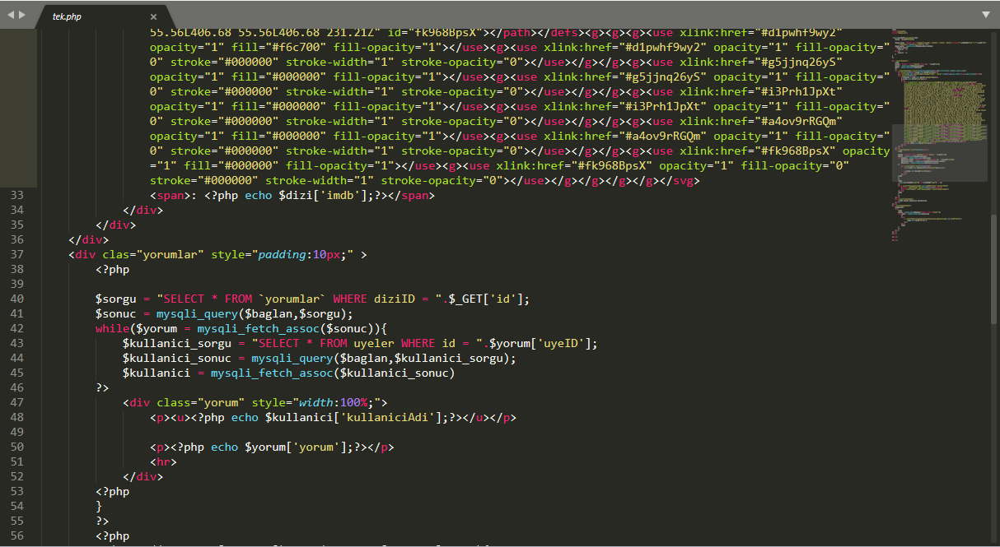 tek.php
55.56L406.68 55.56L406.68 231.21Z" id="fk968BpsX"></path></defs><g><g><g><use xlink:href="#d1pwhf9wy2"
opacity="1" fill="#f6c700" fill-opacity="1"></use><g><use xlink:href="#d1pwhf9wy2" opacity="1" fill-opacity="
0" stroke="#000000" stroke-width="1" stroke-opacity="0"></use></g></g><g><use xlink:href="#g5jjnq26yS"
opacity="1" fill="#000000" fill-opacity="1"></use><g><use xlink:href="#g5jjnq26yS" opacity="1" fill-opacity="
0" stroke="#000000" stroke-width="1" stroke-opacity="0"></use></g></g><g><use xlink:href="#i3Prh1JpXt"
opacity="1" fill="#000000" fill-opacity="1"></use><g><use xlink:href="#i3Prh1JpXt" opacity="1" fill-opacity="
0" stroke="#000000" stroke-width="1" stroke-opacity="0"></use></g></g><g><use xlink:href="#a4ov9rRGQm"
opacity="1" fill="#000000" fill-opacity="1"></use><g><use xlink:href="#a4ov9rRGQm" opacity="1" fill-opacity="
0" stroke="#000000" stroke-width="1" stroke-opacity="0"></use></g></g><g><use xlink:href="#fk968BpsX" opacity
="1" fill="#000000" fill-opacity="1"></use><g><use xlink:href="#fk968BpsX" opacity="1" fill-opacity="0"
stroke="#000000" stroke-width="1" stroke-opacity="0"></use></g></g></g></g></svg>
33 <span>: <?php echo $dizi['imdb'];?></span>
34 </div>
35 </div>
36 </div>
37 <div clas="yorumlar" style="padding:10px;" >
38 <?php
39
40 $sorgu = "SELECT * FROM `yorumlar` WHERE diziID = ".$_GET['id'];
41 $sonuc = mysqli_query($baglan,$sorgu);
42 while($yorum = mysqli_fetch_assoc($sonuc)){
43 $kullanici_sorgu = "SELECT * FROM uyeler WHERE id = ".$yorum['uyeID'];
44 $kullanici_sonuc = mysqli_query($baglan,$kullanici_sorgu);
45 $kullanici = mysqli_fetch_assoc($kullanici_sonuc)
46 ?>
47 <div class="yorum" style="width:100%;">
48 <p><u><?php echo $kullanici['kullaniciAdi'];?></u></p>
49
50 <p><?php echo $yorum['yorum'];?></p>
51 <hr>
52 </div>
53 <?php
54 }
55 ?>
56 <?php